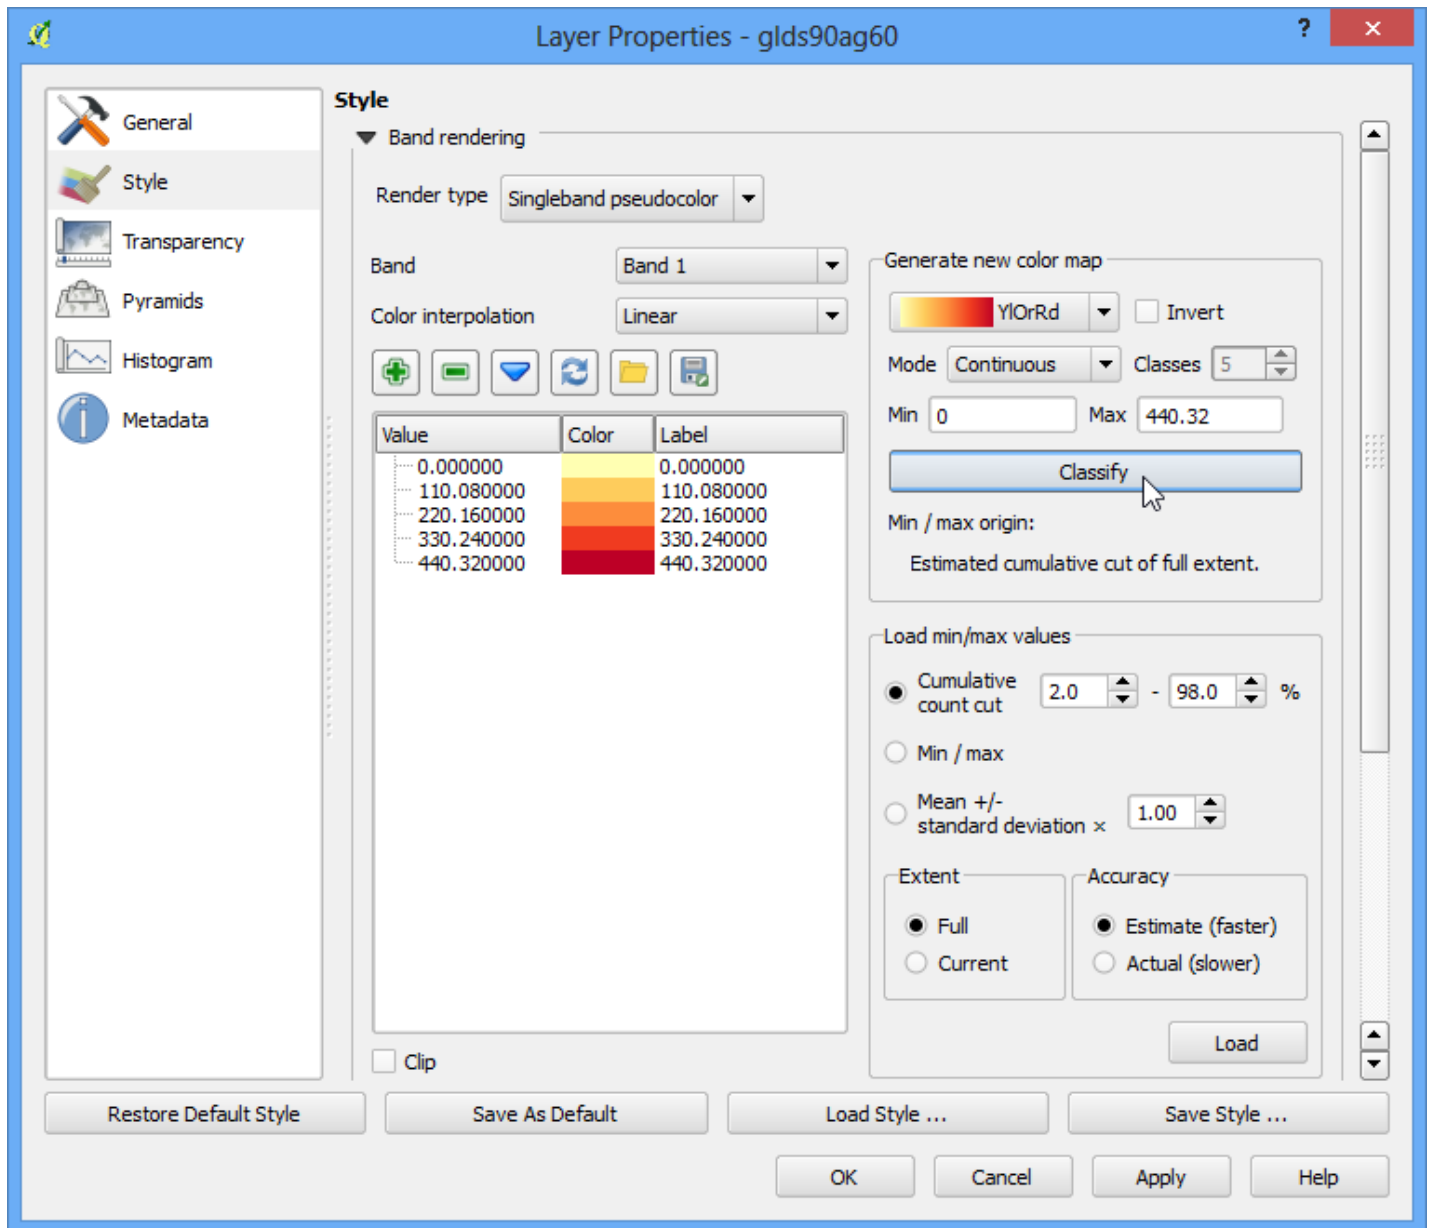 Layer Properties - glds90ag60
?
General
Style
Transparency
Pyramids
Histogram
Metadata
Style
Band rendering
Render type Singleband pseudocolor
Band Band 1
Color interpolation Linear
Value Color Label
0.000000 0.000000
110.080000 110.080000
220.160000 220.160000
330.240000 330.240000
440.320000 440.320000
Clip
Generate new color map
YlOrRd Invert
Mode Continuous Classes 5
Min 0 Max 440.32
Classify
Min / max origin:
Estimated cumulative cut of full extent.
Load min/max values
Cumulative
count cut 2.0 - 98.0 %
Min / max
Mean +/-
standard deviation × 1.00
Extent
Full
Current
Accuracy
Estimate (faster)
Actual (slower)
Load
Restore Default Style Save As Default Load Style ... Save Style ...
OK Cancel Apply Help